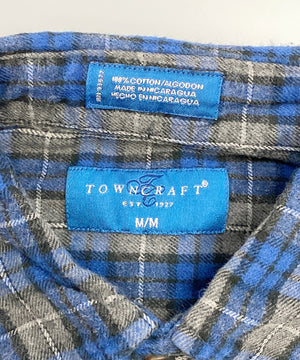 100% COTTON/ALGODON
MADE IN NICARAGUA
HECHO EN NICARAGUA
TOWNCRAFT®
EST. 1927
M/M